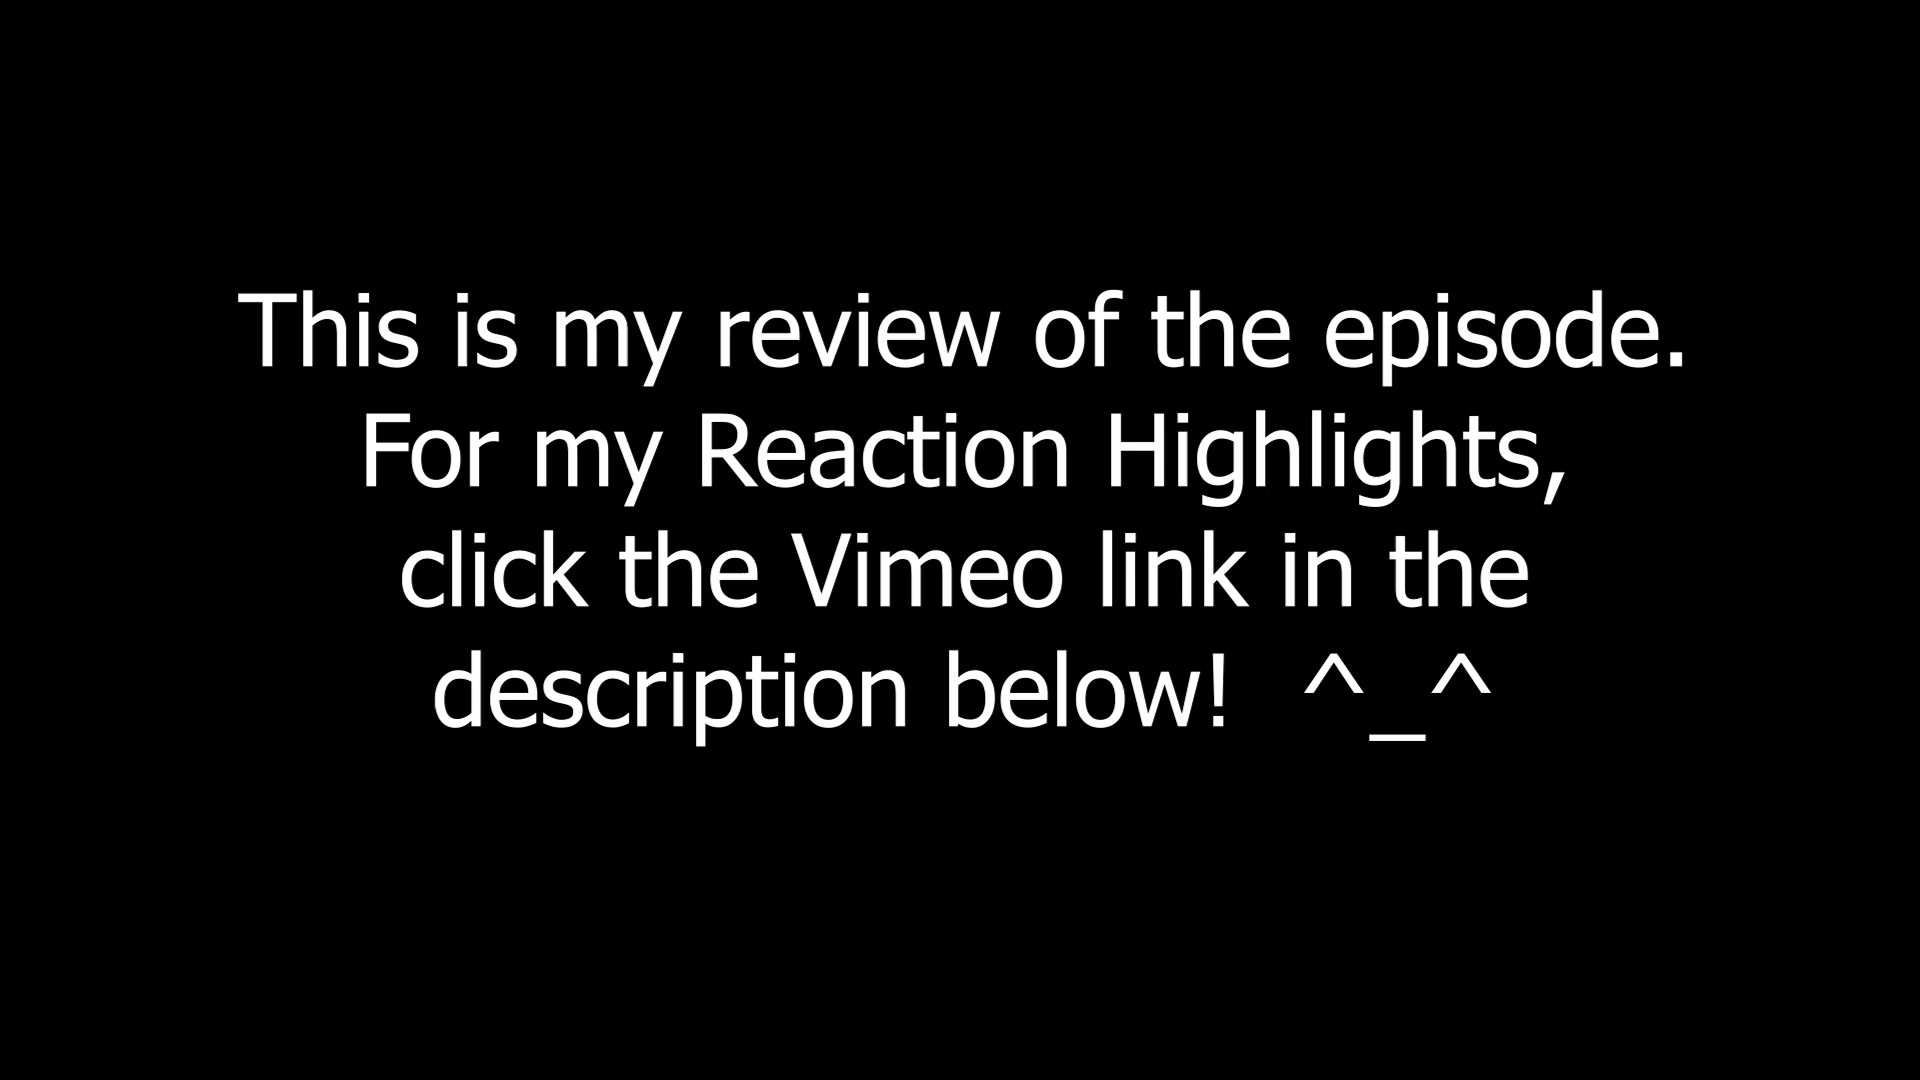 This is my review of the episode.
For my Reaction Highlights,
click the Vimeo link in the
description below!  ^_^